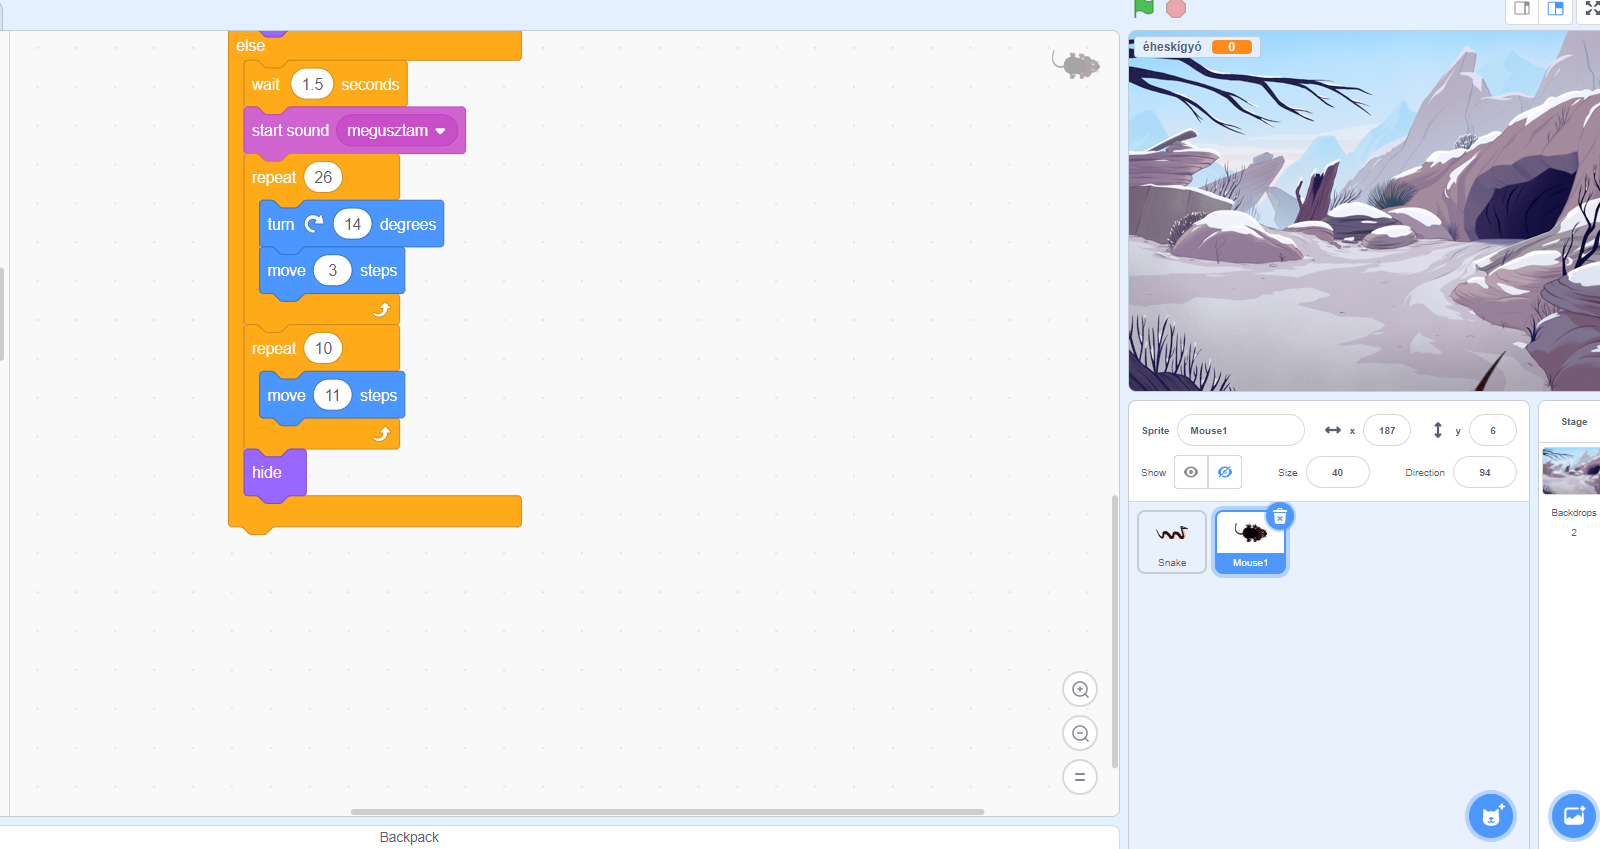 else
wait 1.5 seconds
start sound megusztam
repeat 26
turn 14 degrees
move 3 steps
repeat 10
move 11 steps
hide
Backpack
éheskígyó 0
Sprite Mouse1 x 187 y 6
Show Size 40 Direction 94
Snake
Mouse1
Stage
Backdrops
2